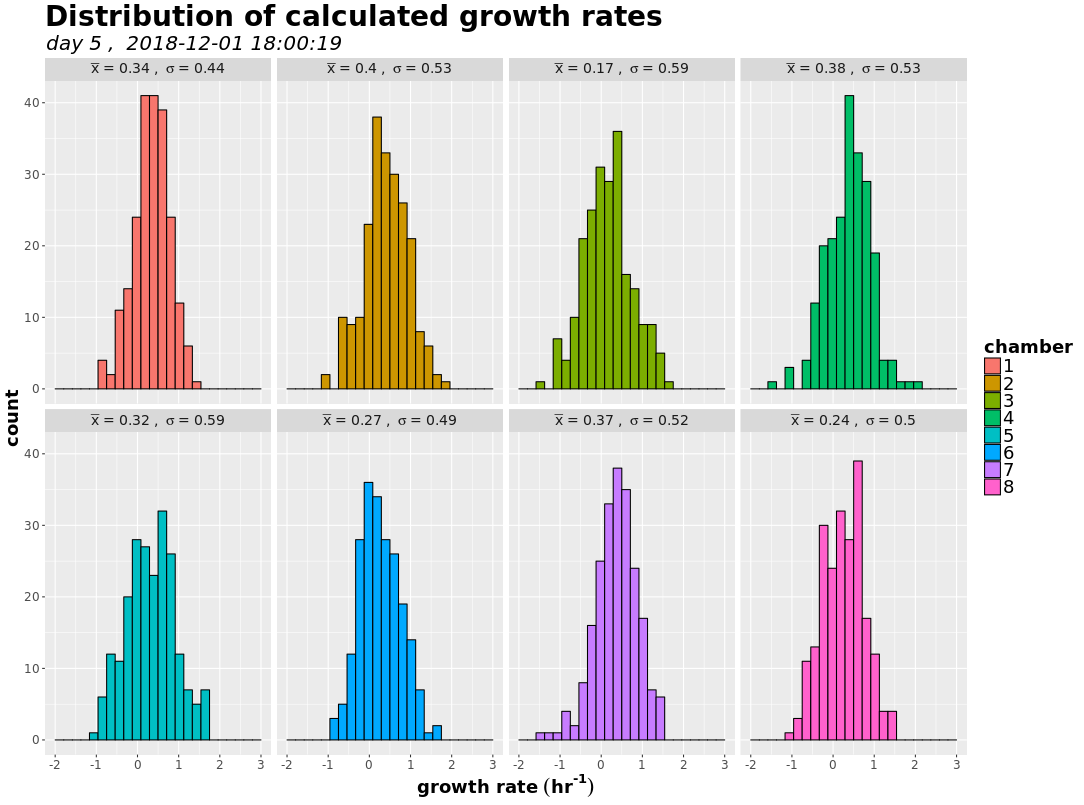 Distribution of calculated growth rates
day 5 ,  2018-12-01 18:00:19
x̅ = 0.34 ,  σ = 0.44
x̅ = 0.4 ,  σ = 0.53
x̅ = 0.17 ,  σ = 0.59
x̅ = 0.38 ,  σ = 0.53
40
30
20
10
0
x̅ = 0.32 ,  σ = 0.59
x̅ = 0.27 ,  σ = 0.49
x̅ = 0.37 ,  σ = 0.52
x̅ = 0.24 ,  σ = 0.5
40
30
20
10
0
-2 -1 0 1 2 3 -2 -1 0 1 2 3 -2 -1 0 1 2 3 -2 -1 0 1 2 3
growth rate (hr⁻¹)
count
chamber
1
2
3
4
5
6
7
8